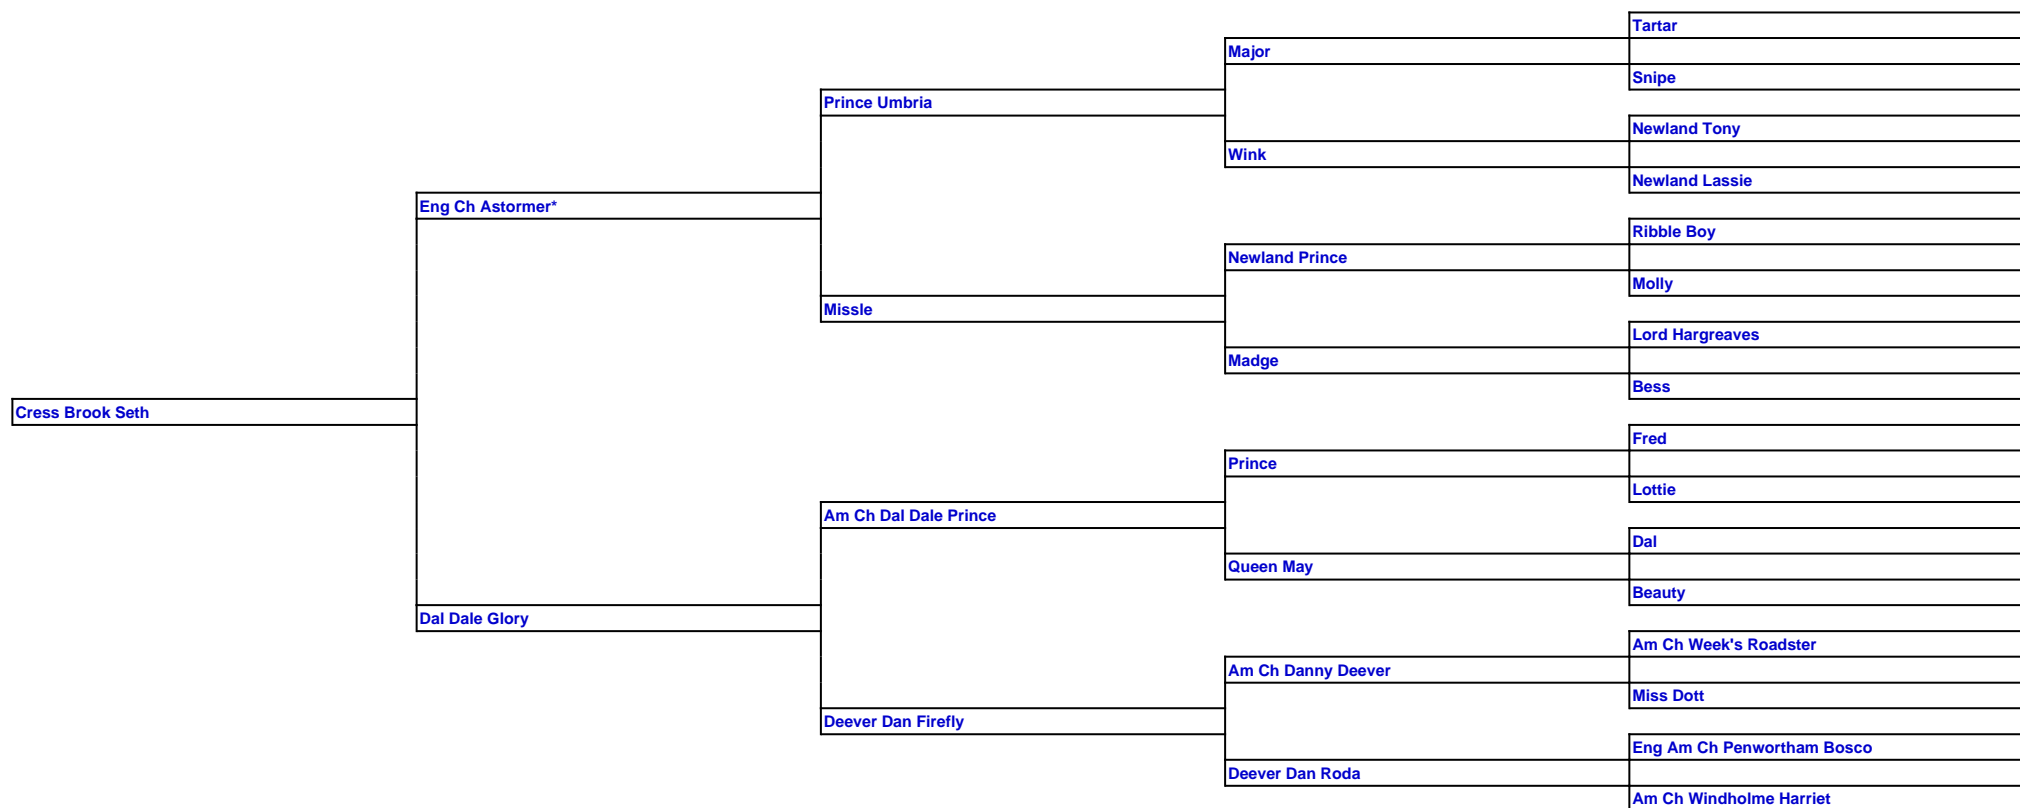 Tartar
Major
Snipe
Prince Umbria
Newland Tony
Wink
Newland Lassie
Eng Ch Astormer*
Ribble Boy
Newland Prince
Molly
Missle
Lord Hargreaves
Madge
Bess
Cress Brook Seth
Fred
Prince
Lottie
Am Ch Dal Dale Prince
Dal
Queen May
Beauty
Dal Dale Glory
Am Ch Week's Roadster
Am Ch Danny Deever
Miss Dott
Deever Dan Firefly
Eng Am Ch Penwortham Bosco
Deever Dan Roda
Am Ch Windholme Harriet